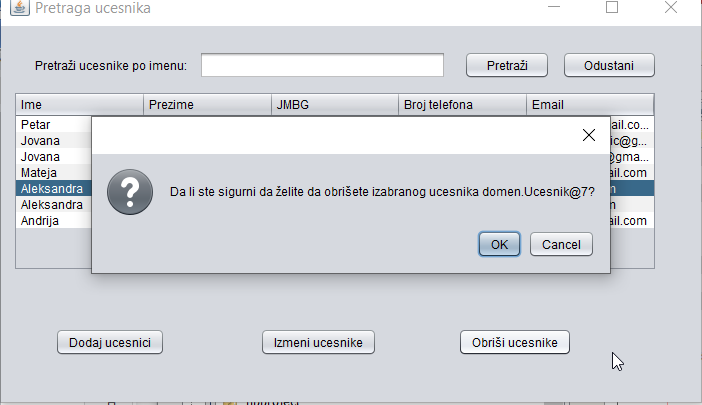 Pretraga ucesnika
Pretraži ucesnike po imenu:
Pretraži
Odustani
Ime Prezime JMBG Broj telefona Email
Petar ail.co...
Jovana ic@g...
Jovana @gma...
Mateja ail.com
Aleksandra
Aleksandra
Andrija ail.com
Da li ste sigurni da želite da obrišete izabranog ucesnika domen.Ucesnik@7?
OK
Cancel
Dodaj ucesnici
Izmeni ucesnike
Obriši ucesnike